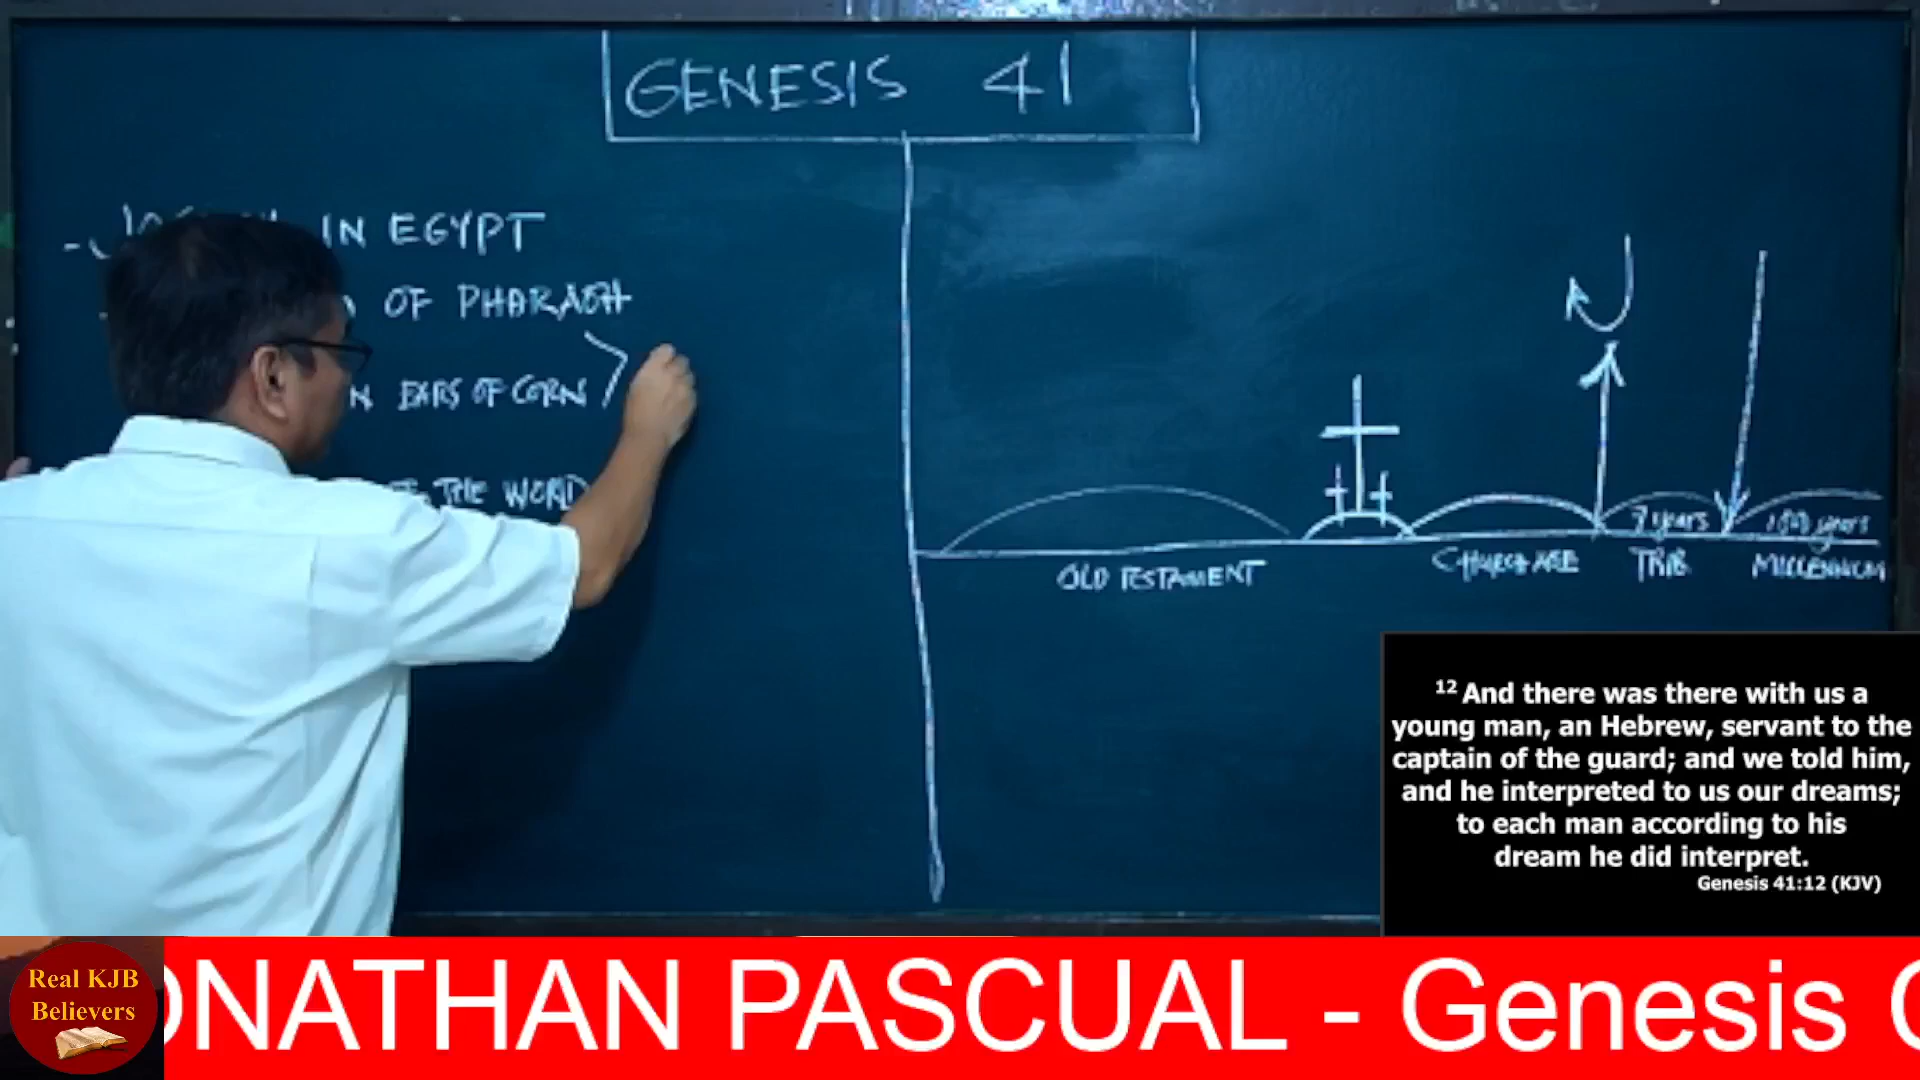 GENESIS 41
IN EGYPT
OF PHARAOH
EARS OF CORN
THE WORD
7 years
OLD TESTAMENT
CHURCH AGE
TRIB
MILLENNIUM
12 And there was there with us a
young man, an Hebrew, servant to the
captain of the guard; and we told him,
and he interpreted to us our dreams;
to each man according to his
dream he did interpret.
Genesis 41:12 (KJV)
Real KJB
Believers
ONATHAN PASCUAL - Genesis